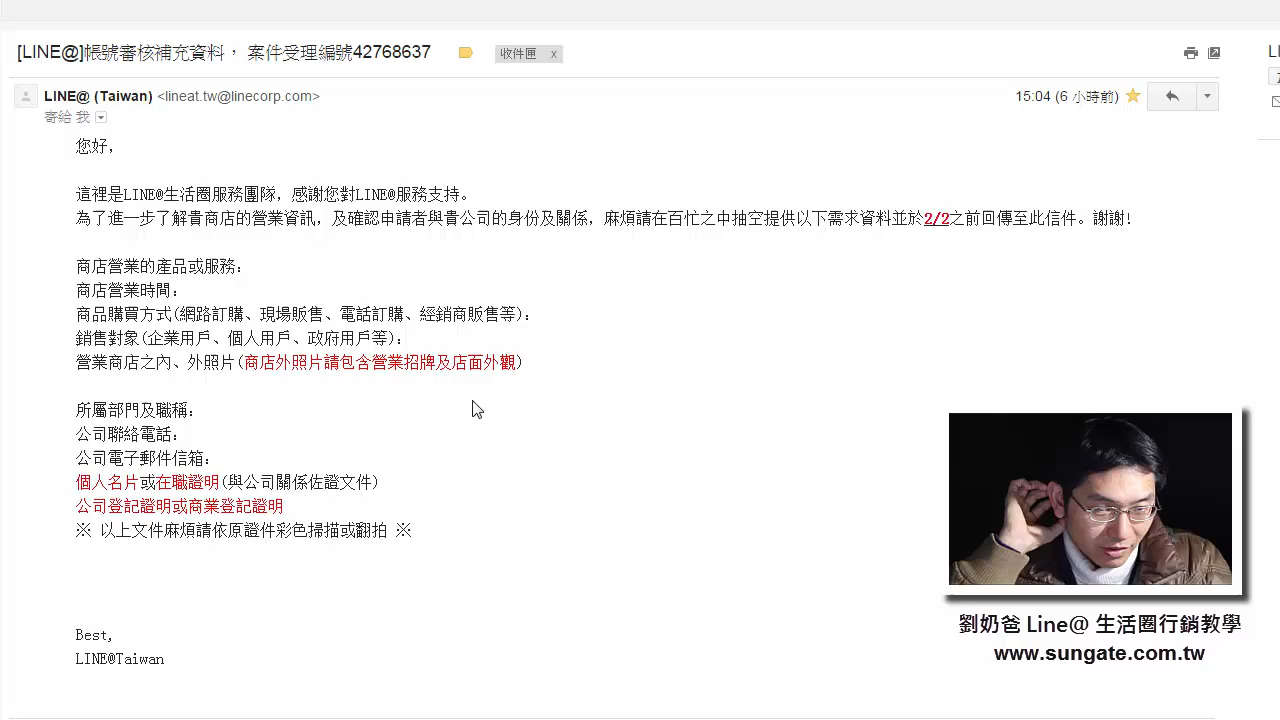 [LINE@]帳號審核補充資料， 案件受理編號42768637
收件匣 x
LINE@ (Taiwan) <lineat.tw@linecorp.com>
15:04 (6 小時前)
寄給 我
您好,
這裡是LINE@生活圈服務團隊, 感謝您對LINE@服務支持。
為了進一步了解貴商店的營業資訊, 及確認申請者與貴公司的身份及關係, 麻煩請在百忙之中抽空提供以下需求資料並於2/2之前回傳至此信件。謝謝!
商店營業的產品或服務:
商店營業時間:
商品購買方式(網路訂購、現場販售、電話訂購、經銷商販售等):
銷售對象(企業用戶、個人用戶、政府用戶等):
營業商店之內、外照片(商店外照片請包含營業招牌及店面外觀)
所屬部門及職稱:
公司聯絡電話:
公司電子郵件信箱:
個人名片或在職證明(與公司關係佐證文件)
公司登記證明或商業登記證明
※ 以上文件麻煩請依原證件彩色掃描或翻拍 ※
Best,
LINE@Taiwan
劉奶爸 Line@ 生活圈行銷教學
www.sungate.com.tw